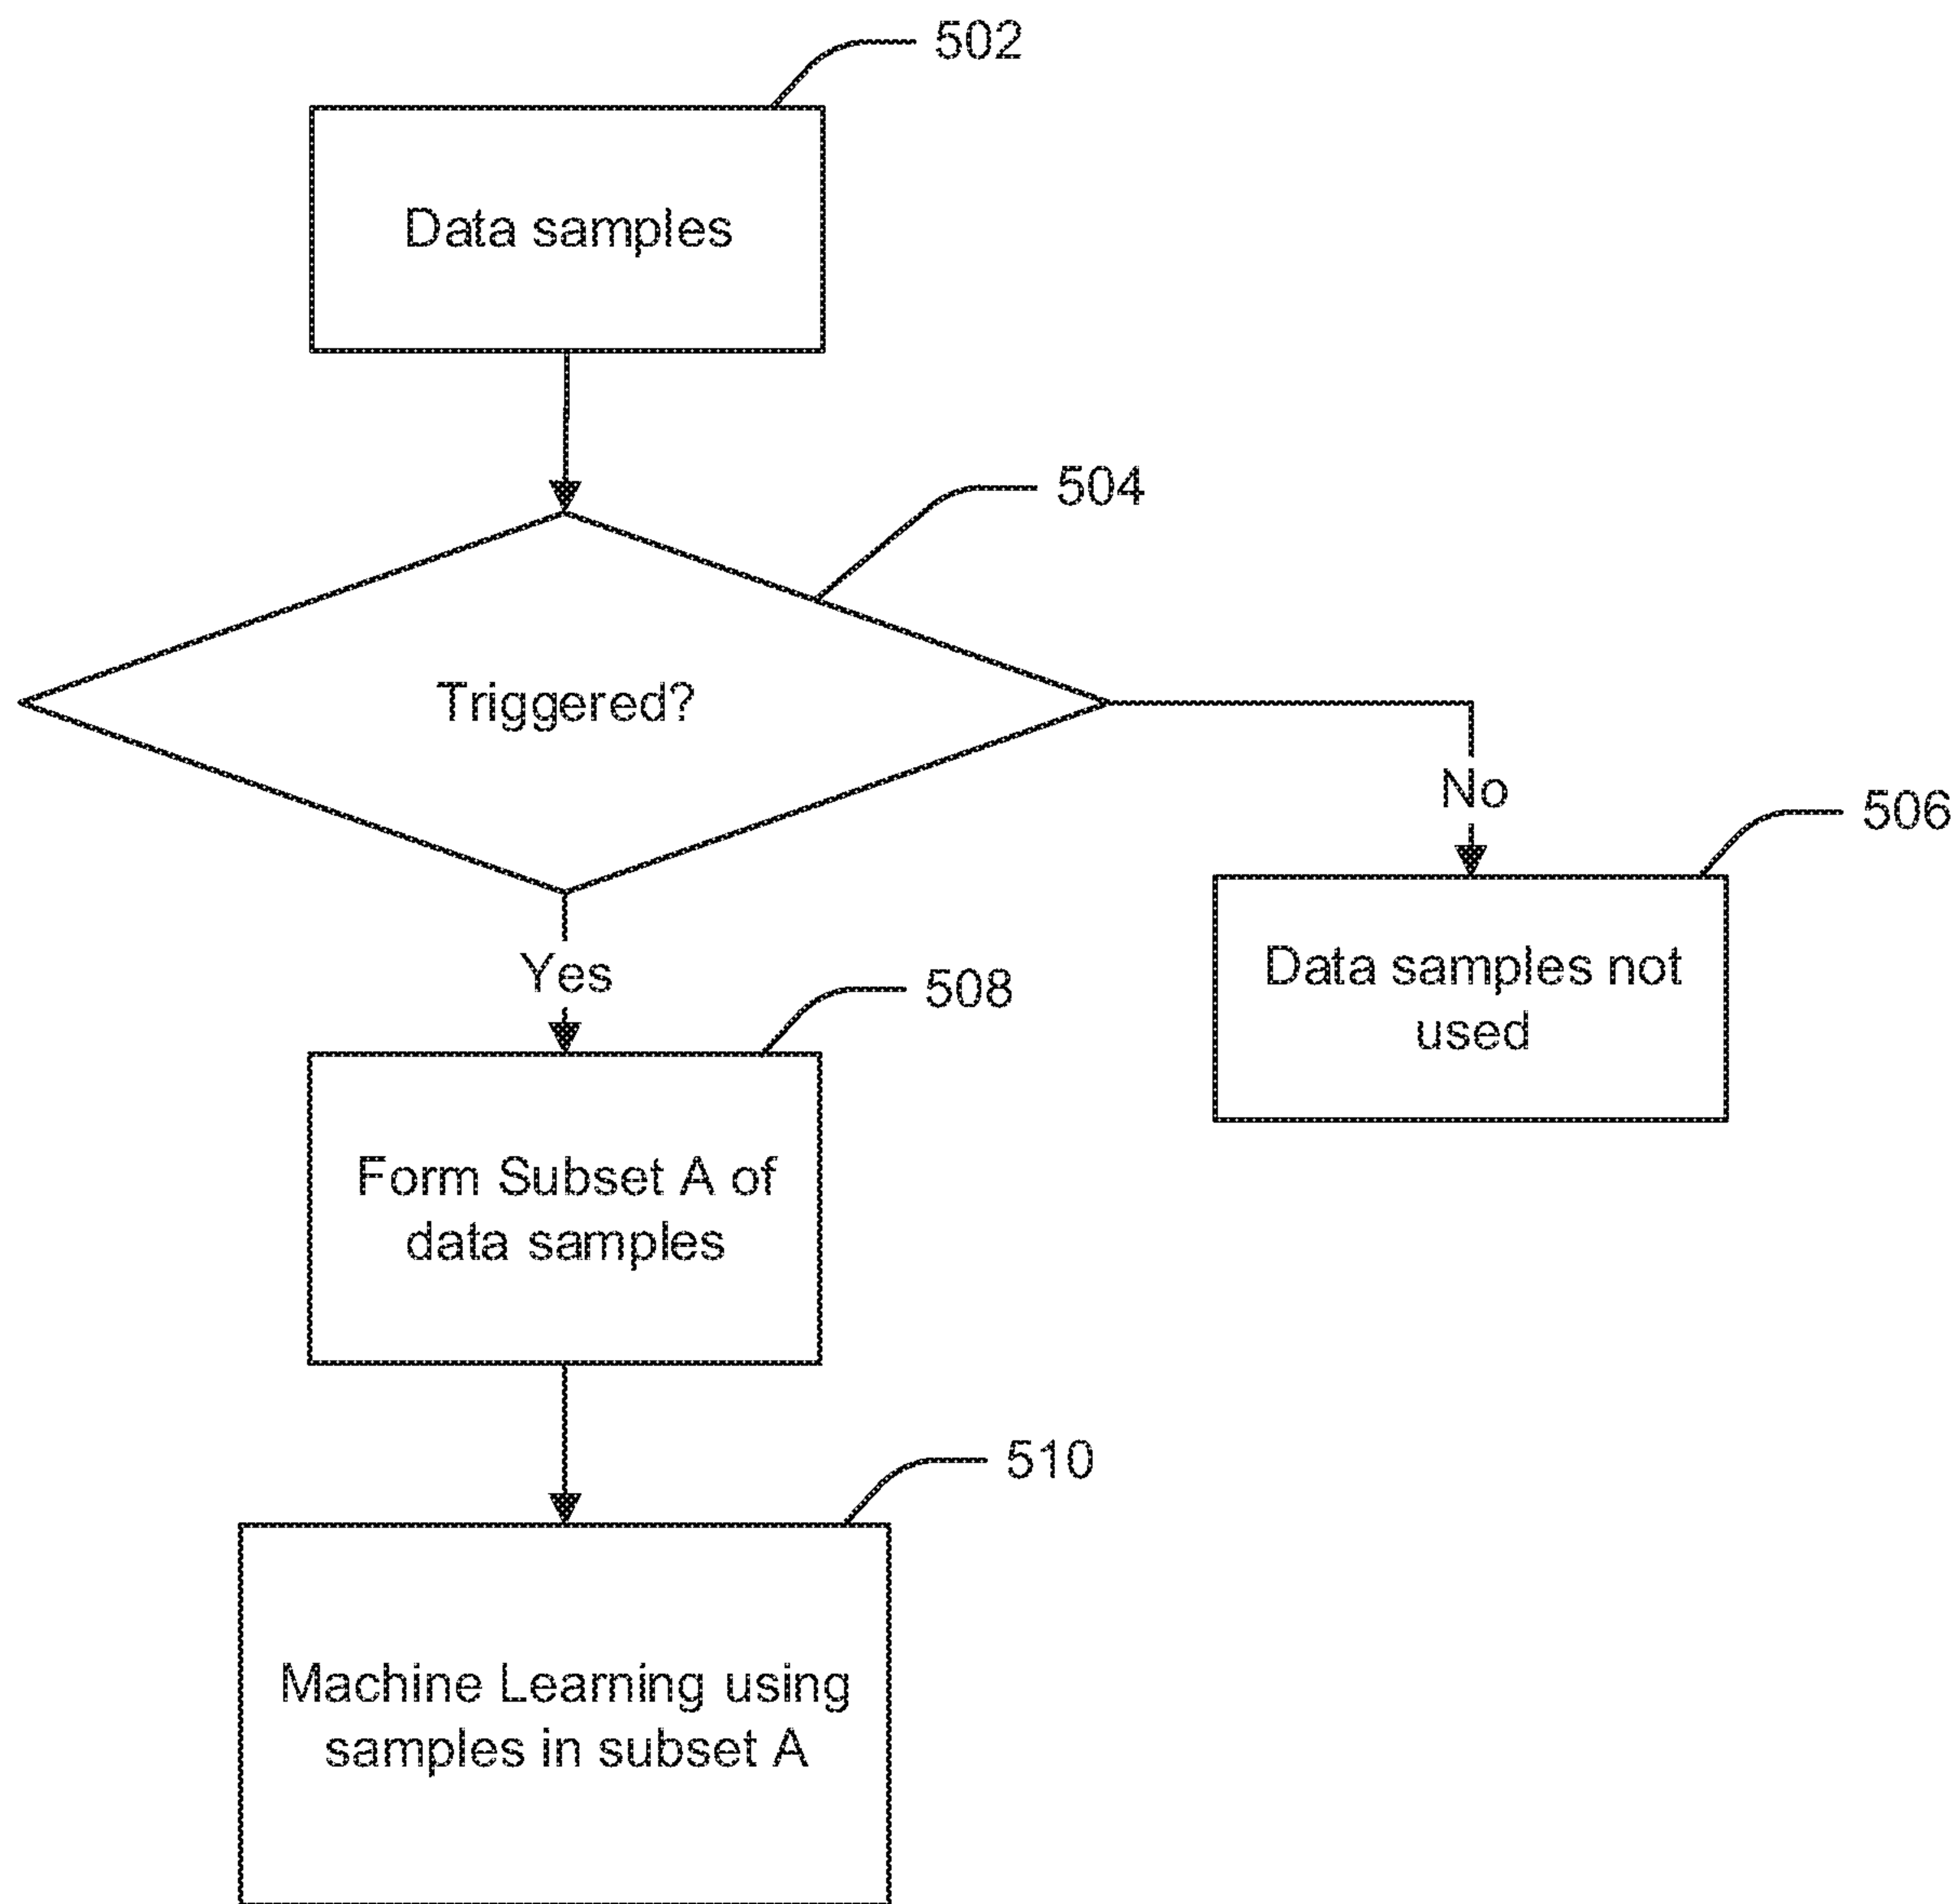 502
Data samples
504
Triggered?
No
506
Data samples not
used
Yes
508
Form Subset A of
data samples
510
Machine Learning using
samples in subset A